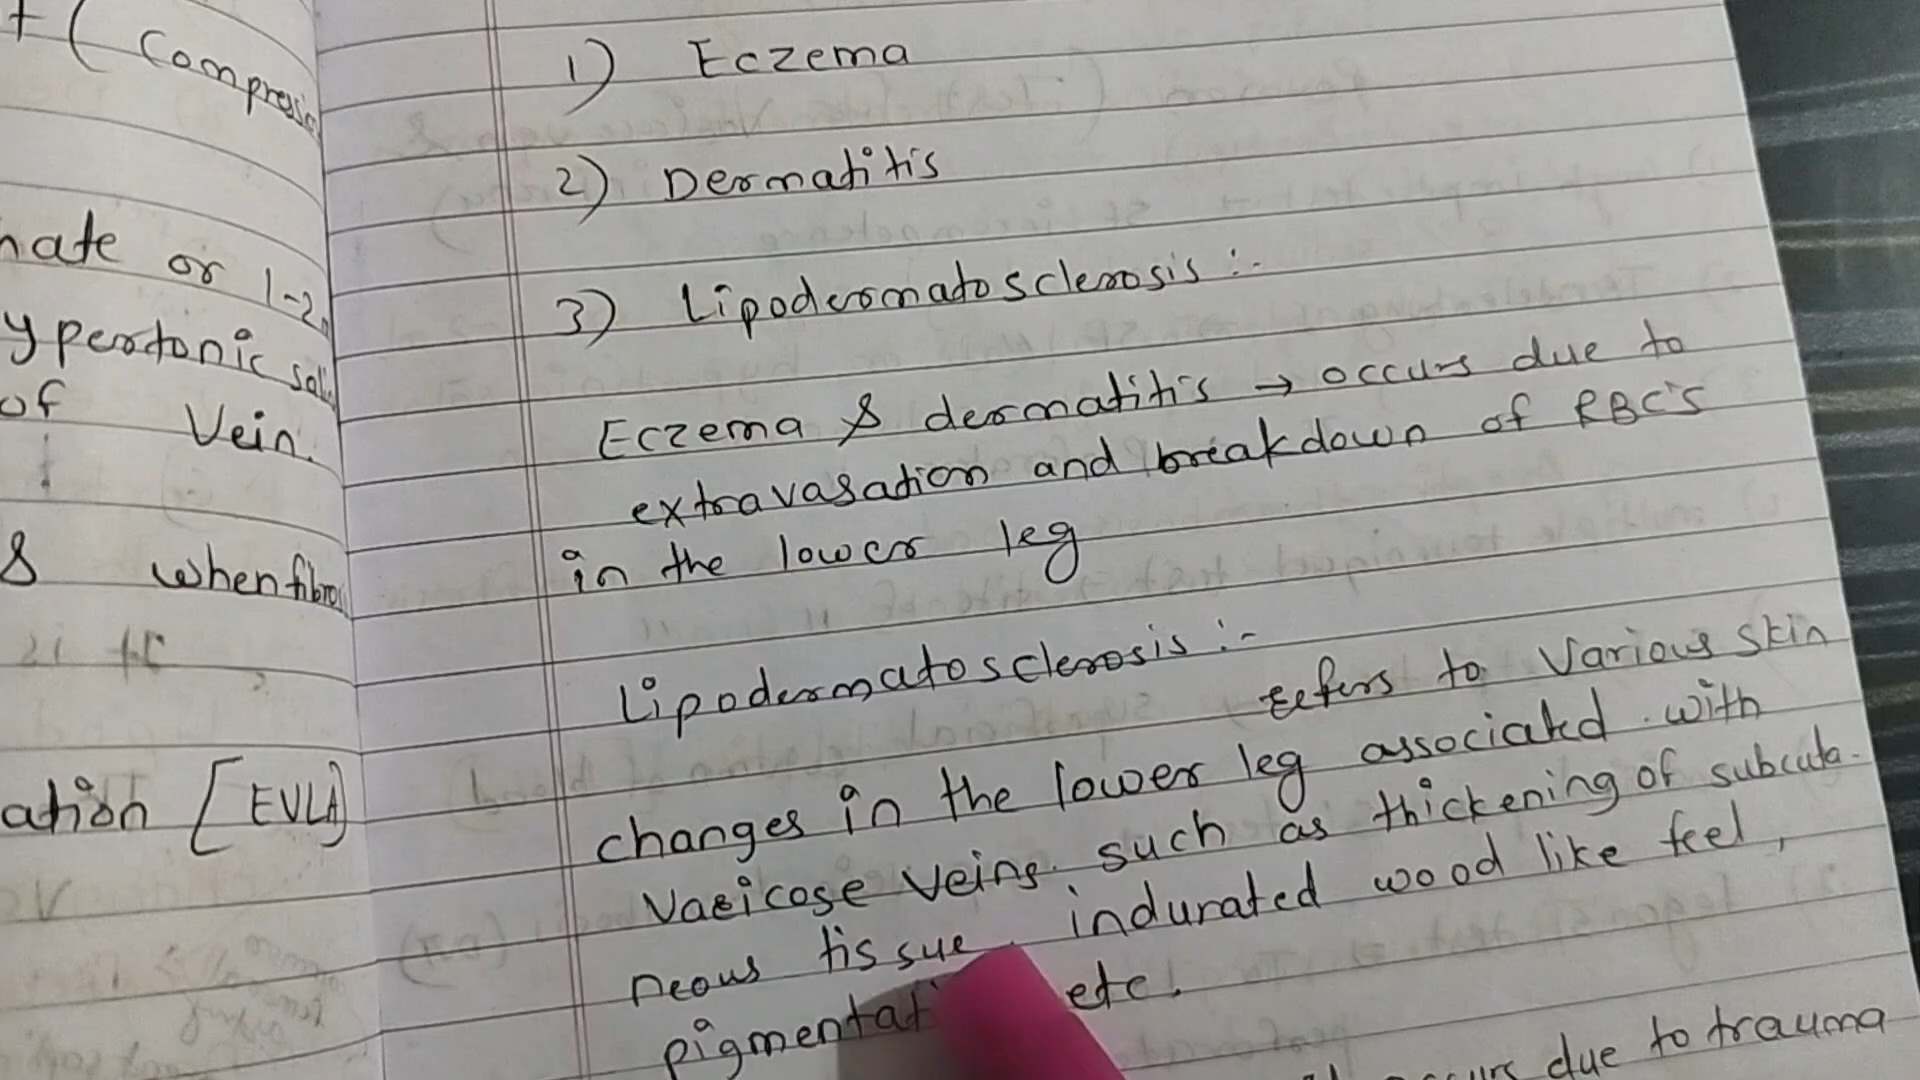 + ( Compressi
nate or 1-2
ypertonic sali
of Vein.
& when fibro
ation [EVLA]
1) Eczema
2) Dermatitis
3) Lipodermatosclerosis :-
Eczema & dermatitis → occurs due to
extravasation and breakdown of RBC's
in the lower leg
Lipodermatosclerosis :-
refers to various skin
changes in the lower leg associated with
Varicose Veins. such as thickening of subcuta-
neous tissue, indurated wood like feel,
pigmentati etc.
occurs due to trauma